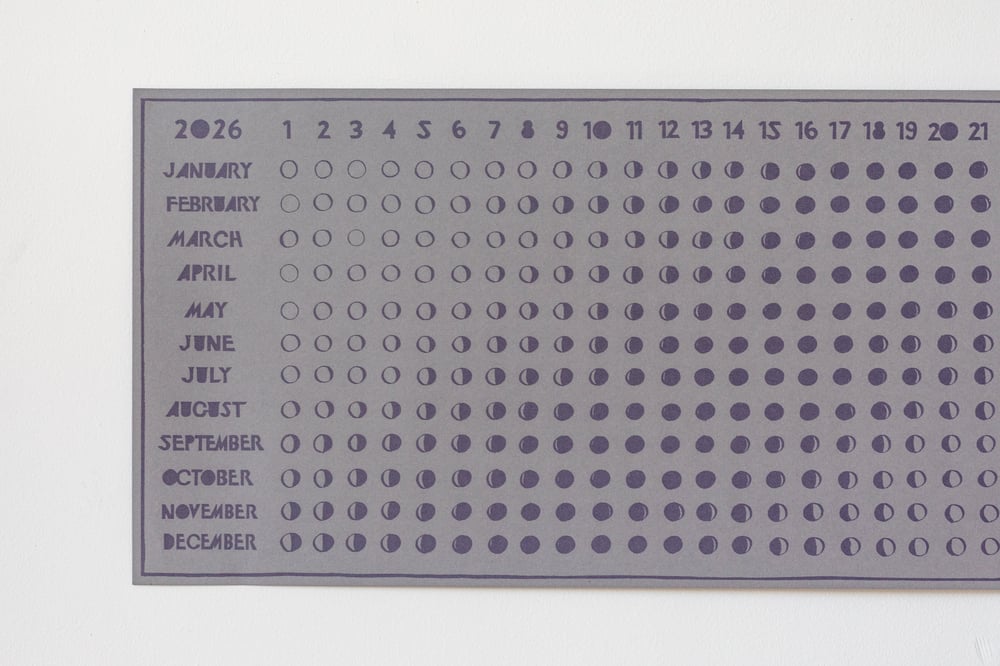 2026 1 2 3 4 5 6 7 8 9 10 11 12 13 14 15 16 17 18 19 20 21
JANUARY
FEBRUARY
MARCH
APRIL
MAY
JUNE
JULY
AUGUST
SEPTEMBER
OCTOBER
NOVEMBER
DECEMBER